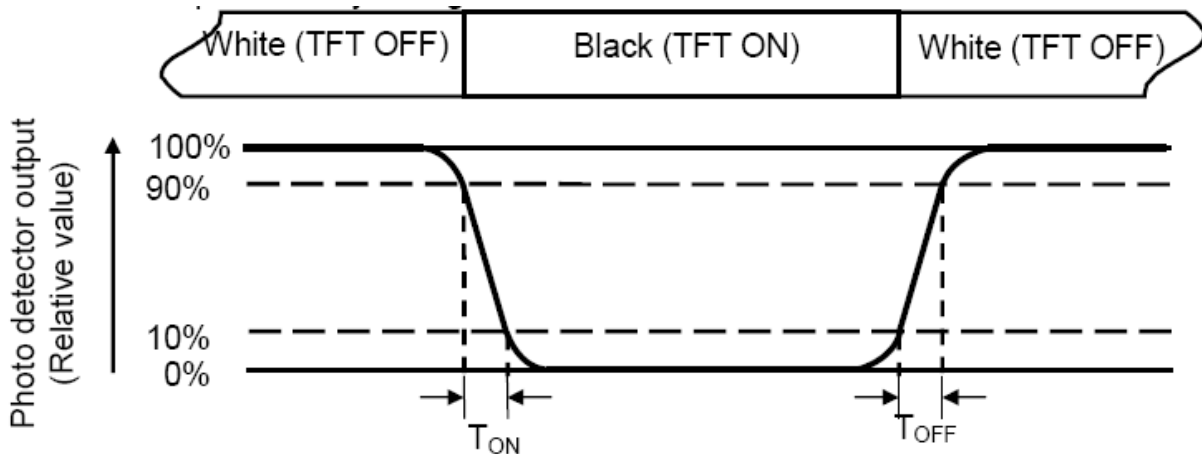 White (TFT OFF) Black (TFT ON) White (TFT OFF)
Photo detector output
(Relative value)
100%
90%
10%
0%
TON
TOFF